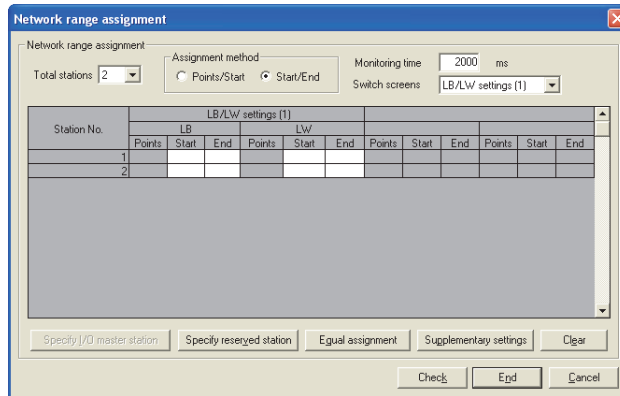 Network range assignment
Network range assignment
Total stations 2
Assignment method
Points/Start Start/End
Monitoring time 2000 ms
Switch screens LB/LW settings (1)
Station No. LB/LW settings (1)
LB LW
Points Start End Points Start End Points Start End Points Start End
1
2
Specify I/O master station Specify reserved station Equal assignment Supplementary settings Clear
Check End Cancel